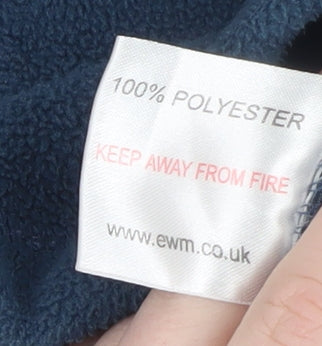 100% POLYESTER
KEEP AWAY FROM FIRE
www.ewm.co.uk